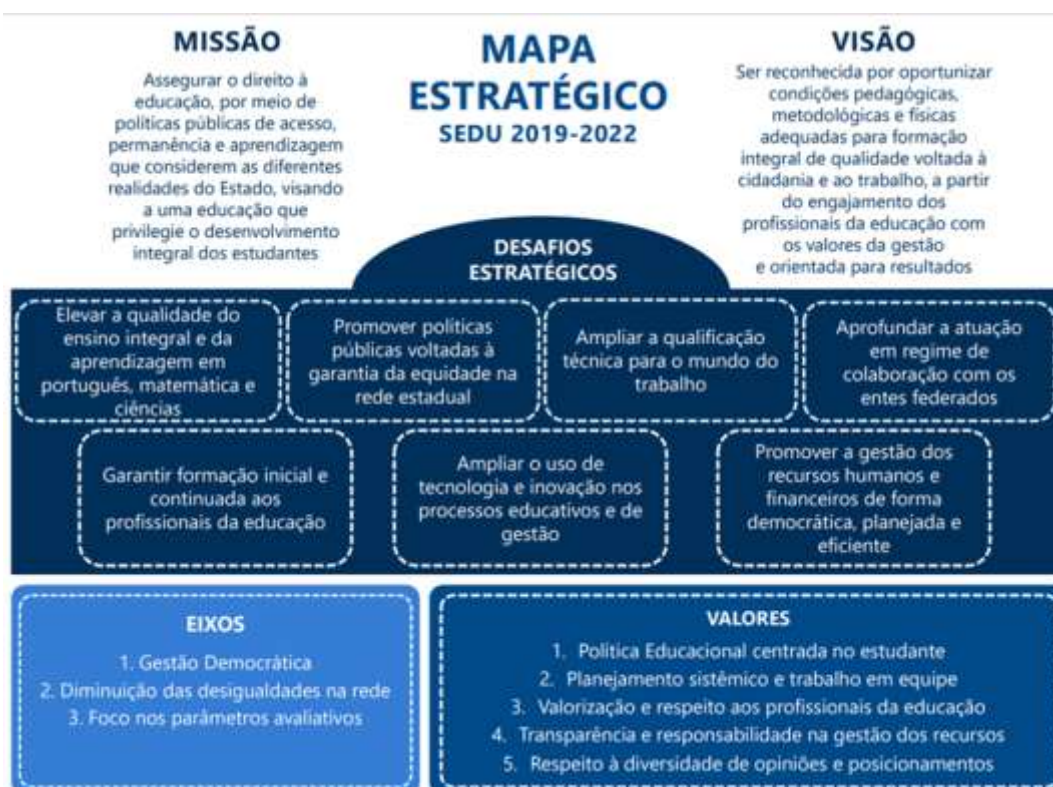 MISSÃO
Assegurar o direito à
educação, por meio de
políticas públicas de acesso,
permanência e aprendizagem
que considerem as diferentes
realidades do Estado, visando
a uma educação que
privilegie o desenvolvimento
integral dos estudantes
MAPA
ESTRATÉGICO
SEDU 2019-2022
VISÃO
Ser reconhecida por oportunizar
condições pedagógicas,
metodológicas e físicas
adequadas para formação
integral de qualidade voltada à
cidadania e ao trabalho, a partir
do engajamento dos
profissionais da educação com
os valores da gestão
e orientada para resultados
DESAFIOS
ESTRATÉGICOS
Elevar a qualidade do
ensino integral e da
aprendizagem em
português, matemática e
ciências
Promover políticas
públicas voltadas à
garantia da equidade na
rede estadual
Ampliar a qualificação
técnica para o mundo do
trabalho
Aprofundar a atuação
em regime de
colaboração com os
entes federados
Garantir formação inicial e
continuada aos
profissionais da educação
Ampliar o uso de
tecnologia e inovação nos
processos educativos e de
gestão
Promover a gestão dos
recursos humanos e
financeiros de forma
democrática, planejada e
eficiente
EIXOS
1. Gestão Democrática
2. Diminuição das desigualdades na rede
3. Foco nos parâmetros avaliativos
VALORES
1. Política Educacional centrada no estudante
2. Planejamento sistêmico e trabalho em equipe
3. Valorização e respeito aos profissionais da educação
4. Transparência e responsabilidade na gestão dos recursos
5. Respeito à diversidade de opiniões e posicionamentos